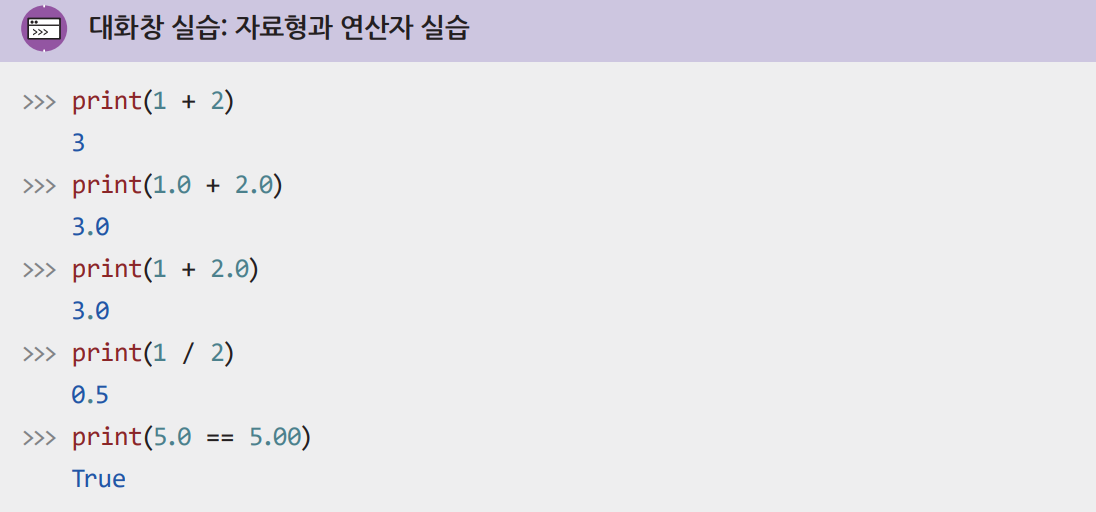 >>>
대화창 실습: 자료형과 연산자 실습
>>> print(1 + 2)
3
>>> print(1.0 + 2.0)
3.0
>>> print(1 + 2.0)
3.0
>>> print(1 / 2)
0.5
>>> print(5.0 == 5.00)
True